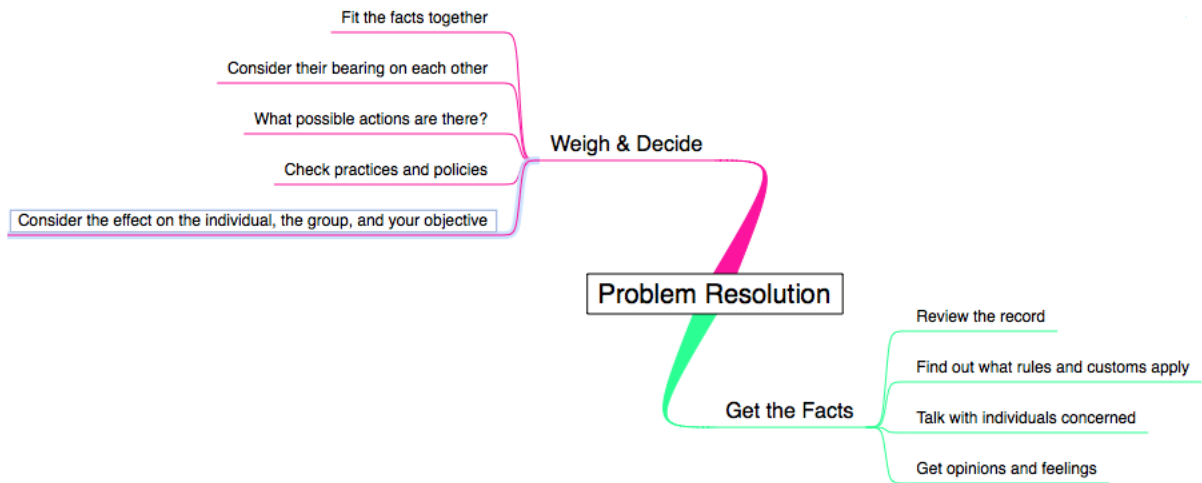 Fit the facts together
Consider their bearing on each other
What possible actions are there?
Weigh & Decide
Check practices and policies
Consider the effect on the individual, the group, and your objective
Problem Resolution
Review the record
Find out what rules and customs apply
Get the Facts
Talk with individuals concerned
Get opinions and feelings